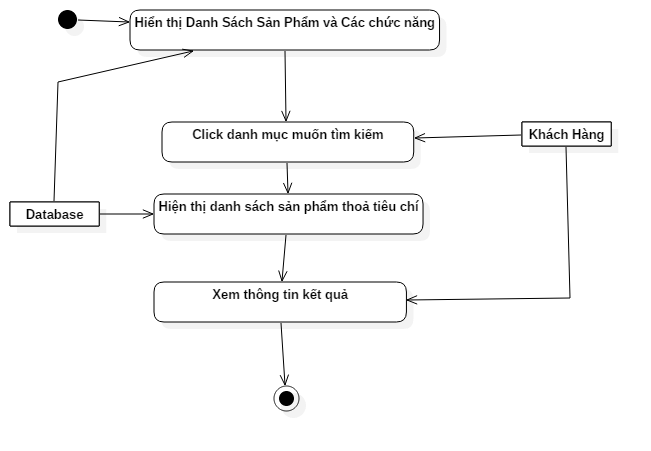 Hiển thị Danh Sách Sản Phẩm và Các chức năng
Click danh mục muốn tìm kiếm
Khách Hàng
Database
Hiện thị danh sách sản phẩm thoả tiêu chí
Xem thông tin kết quả